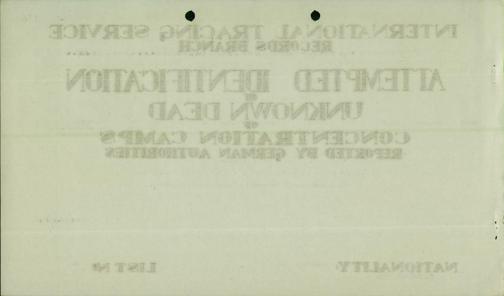 INTERNATIONAL TRACING SERVICE
RECORDS BRANCH
ATTEMPTED IDENTIFICATION
OF
UNKNOWN DEAD
OF
CONCENTRATION CAMPS
REPORTED BY GERMAN AUTHORITIES
NATIONALITY:
LIST Nº